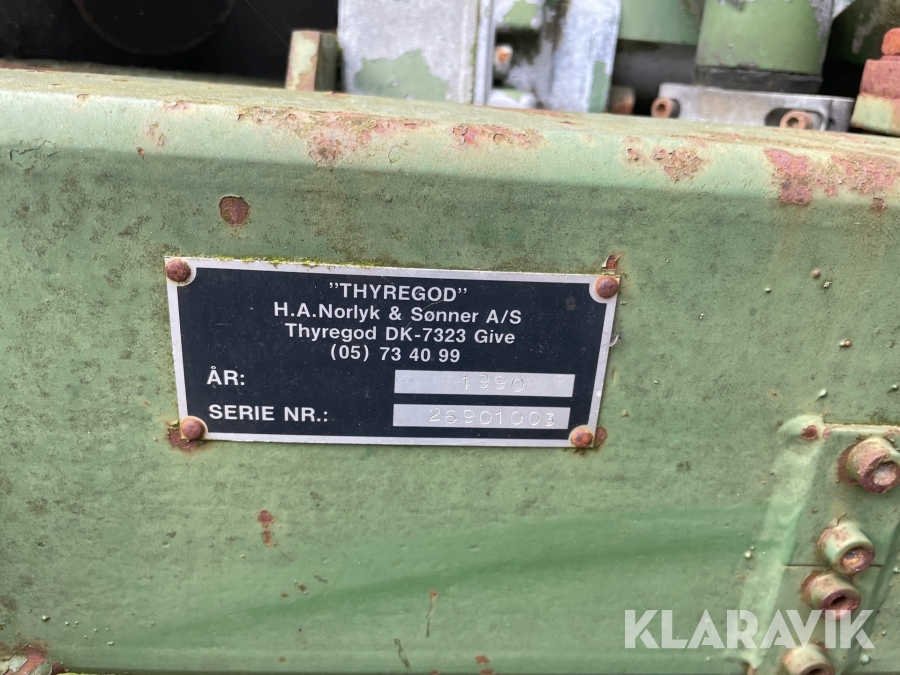 "THYREGOD"
H.A.Norlyk & Sønner A/S
Thyregod DK-7323 Give
(05) 73 40 99
ÅR: 1990
SERIE NR.: 26901003
KLARAVIK